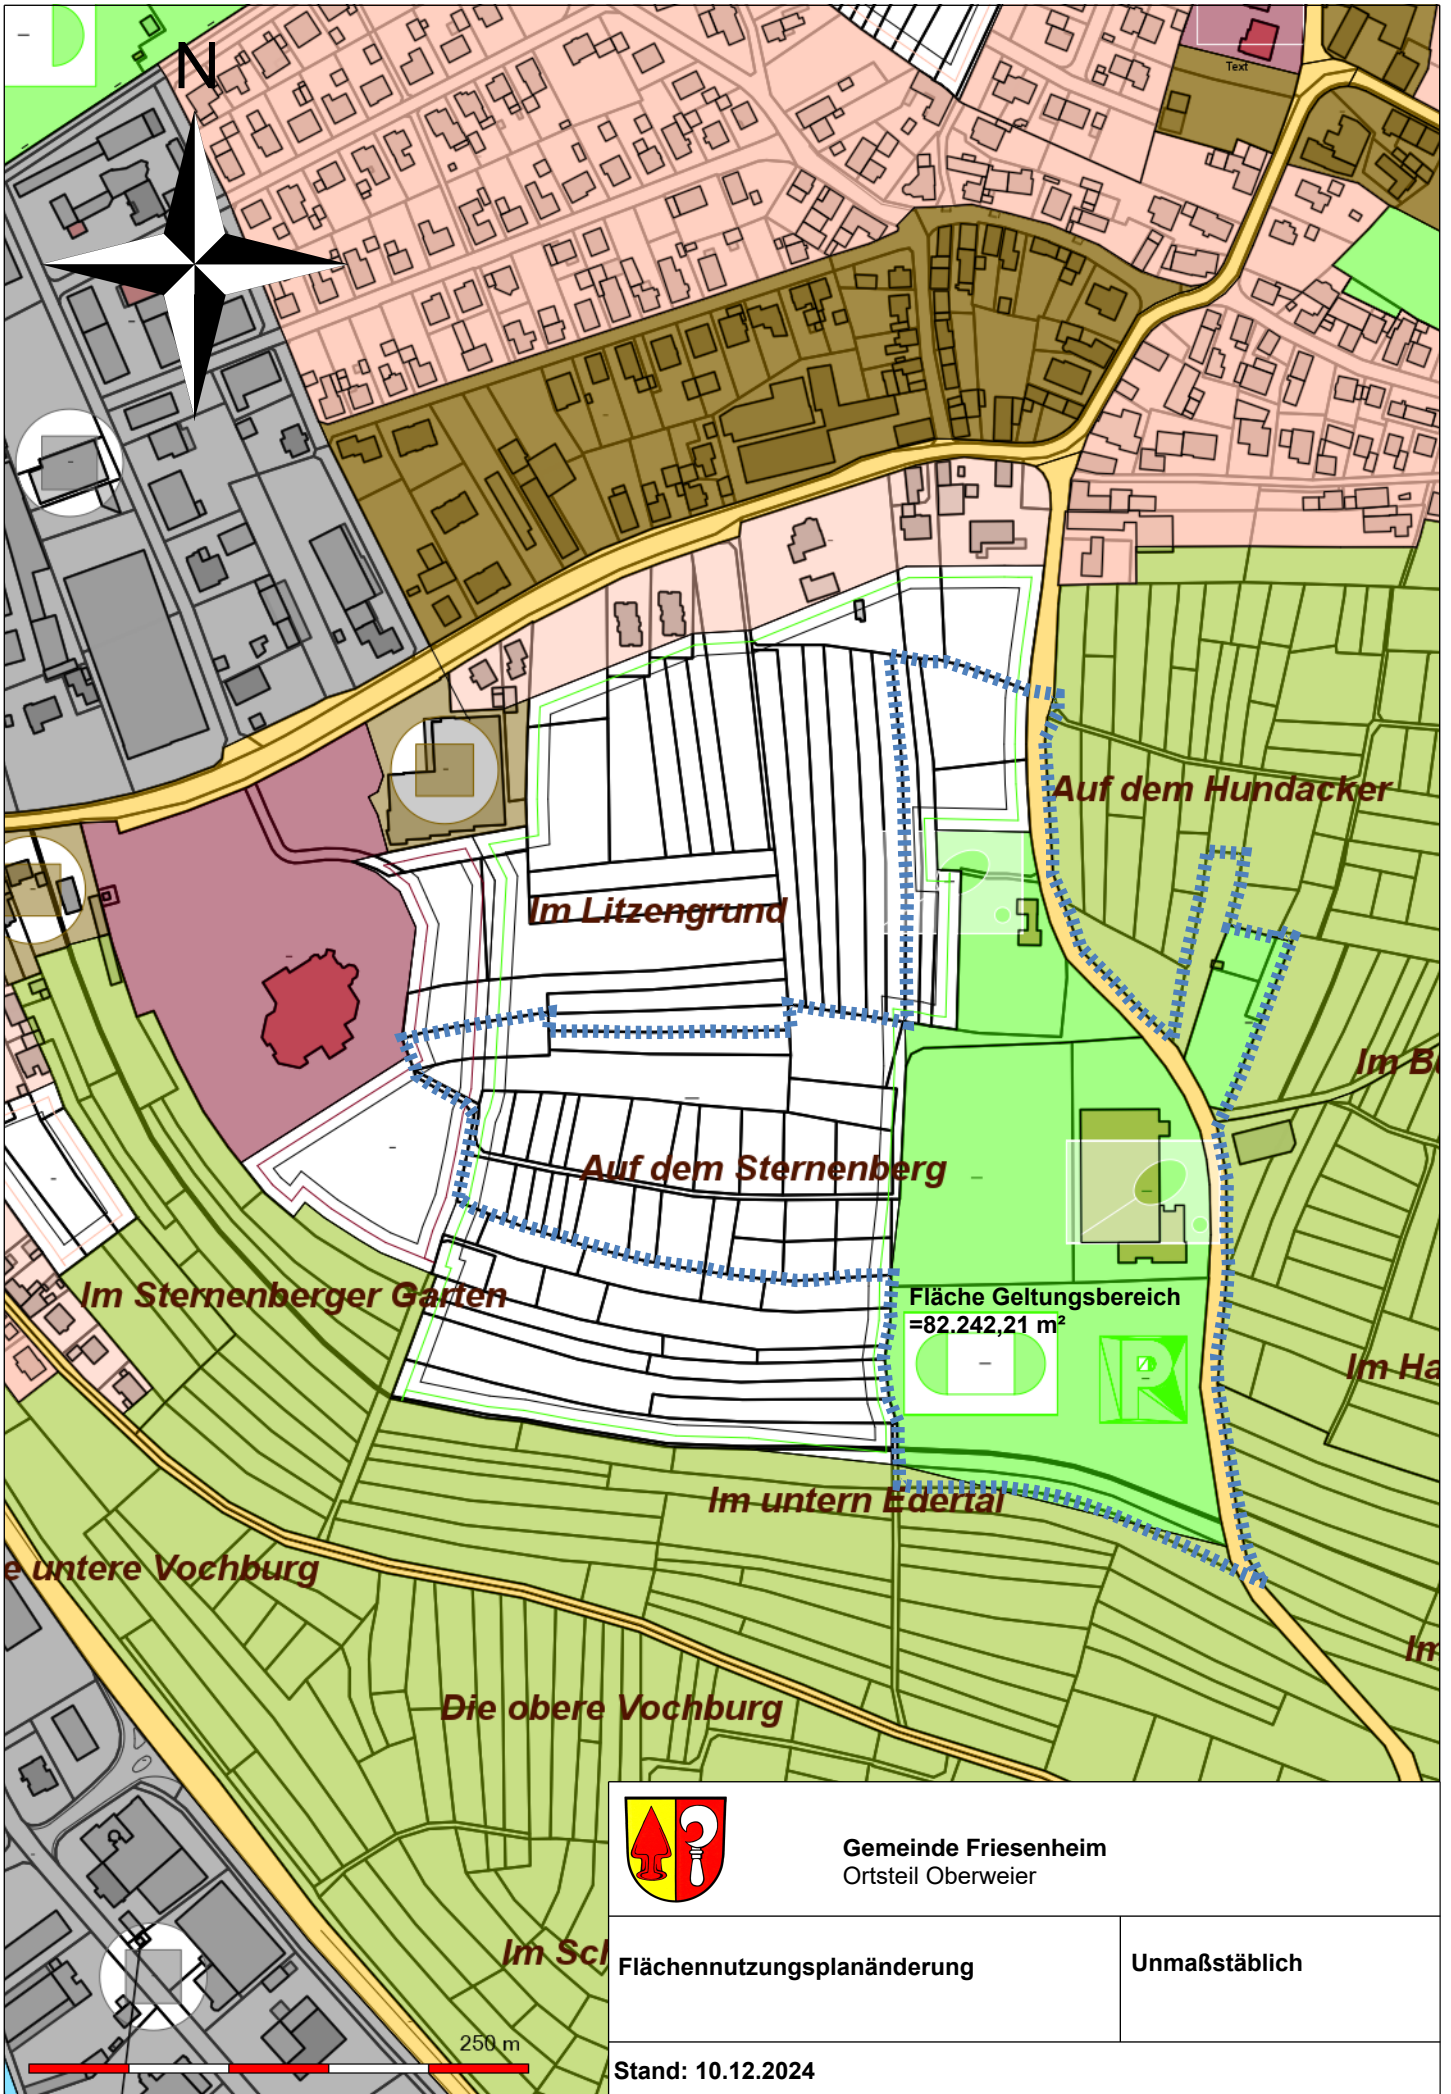 N
Text
Auf dem Hundacker
Im Litzengrund
Im B
Auf dem Sternenberg
Im Sternenberger Garten
Fläche Geltungsbereich
=82.242,21 m²
P
Im Ha
Im untern Edertal
e untere Vochburg
Im
Die obere Vochburg
Gemeinde Friesenheim
Ortsteil Oberweier
Im Sch
Flächennutzungsplanänderung
Unmaßstäblich
250 m
Stand: 10.12.2024